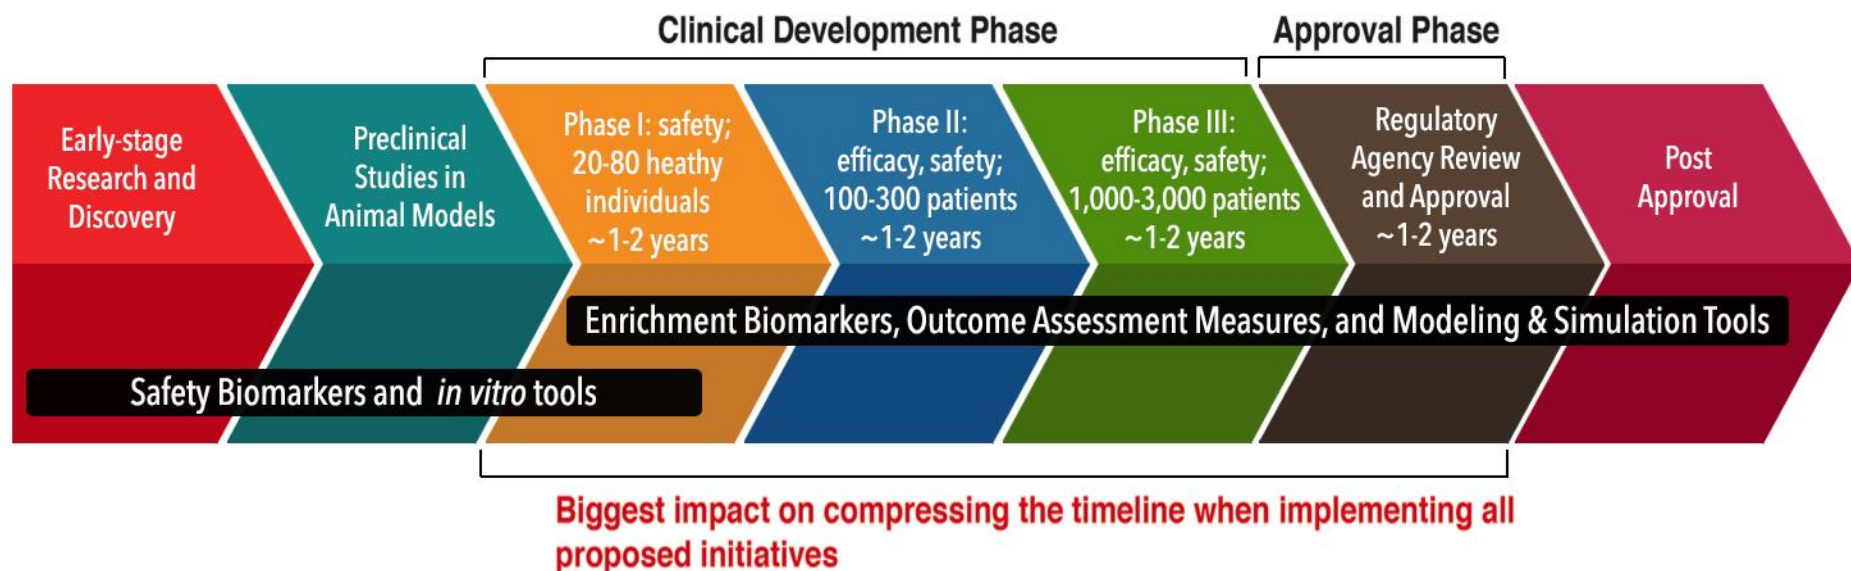 Clinical Development Phase
Approval Phase
Early-stage
Research and
Discovery
Preclinical
Studies in
Animal Models
Phase I: safety;
20-80 heathy
individuals
~1-2 years
Phase II:
efficacy, safety;
100-300 patients
~1-2 years
Phase III:
efficacy, safety;
1,000-3,000 patients
~1-2 years
Regulatory
Agency Review
and Approval
~1-2 years
Post
Approval
Enrichment Biomarkers, Outcome Assessment Measures, and Modeling & Simulation Tools
Safety Biomarkers and in vitro tools
Biggest impact on compressing the timeline when implementing all
proposed initiatives